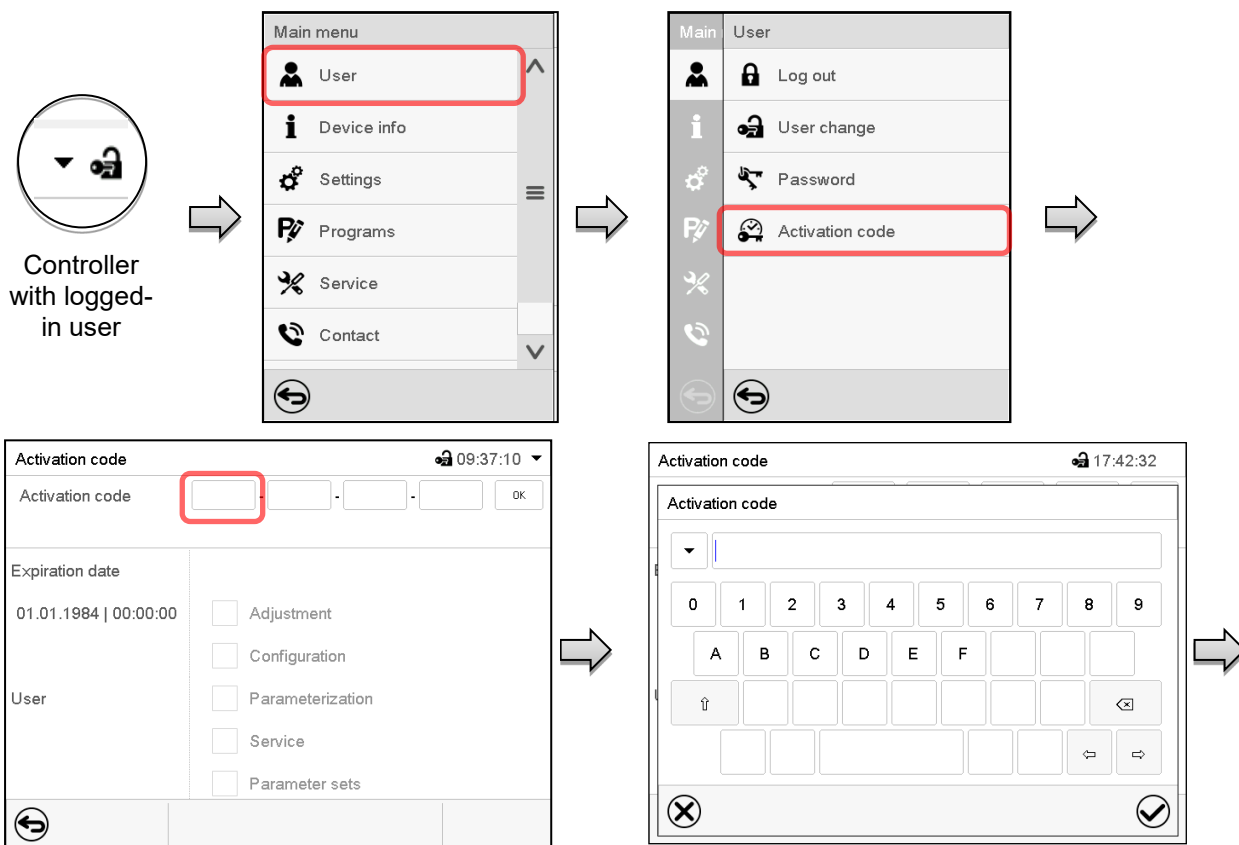 Controller
with logged-
in user
Main menu
User
Device info
Settings
Programs
Service
Contact
Main User
Log out
User change
Password
Activation code
Activation code 09:37:10
Activation code - - - OK
Expiration date
01.01.1984 | 00:00:00 Adjustment
Configuration
User Parameterization
Service
Parameter sets
Activation code 17:42:32
Activation code
0 1 2 3 4 5 6 7 8 9
A B C D E F